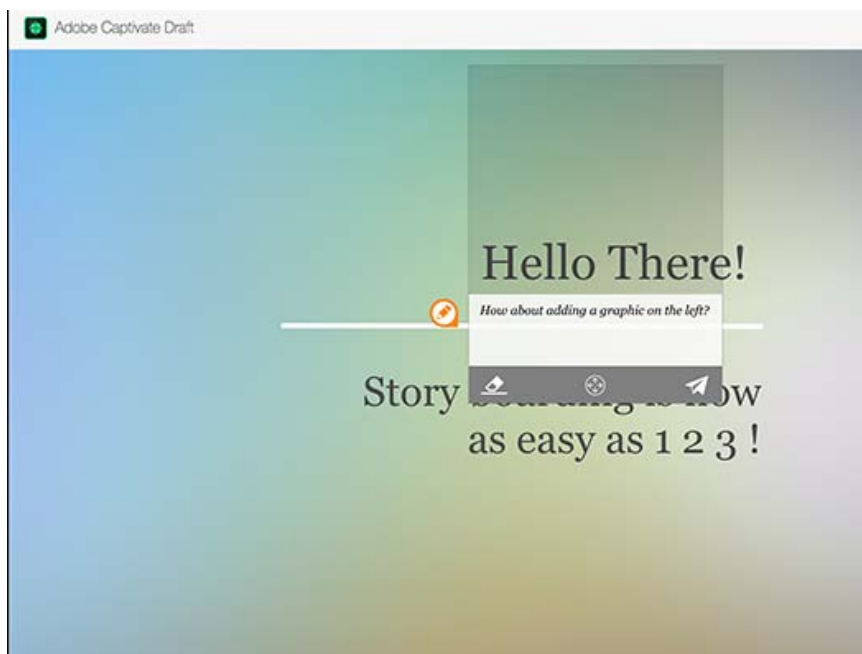 Adobe Captivate Draft
Hello There!
How about adding a graphic on the left?
Story
as easy as 1 2 3 !